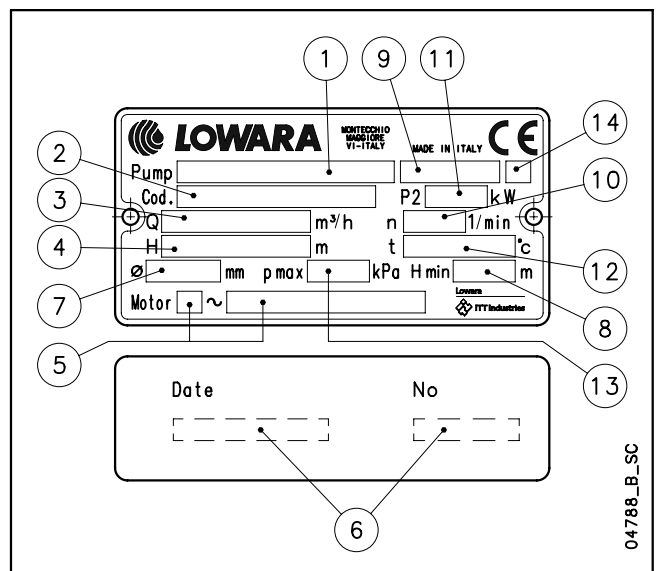 1 9 11
LOWARA MONTECCHIO MAGGIORE VI-ITALY MADE IN ITALY CE
14
2 Pump
Cod. P2 kW
10
3 Q m³/h n 1/min
4 H m t °C
12
ø mm pmax kPa Hmin m
7 8
Motor ~ Lowara ITT Industries
5 13
Date No
6
04788_B_SC